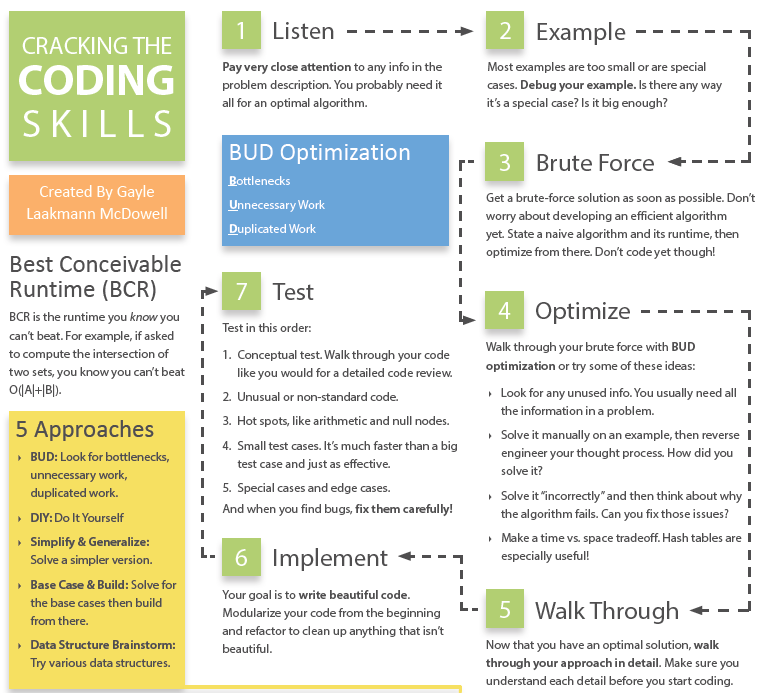 CRACKING THE
CODING
SKILLS
Created By Gayle
Laakmann McDowell
Best Conceivable
Runtime (BCR)
BCR is the runtime you know you
can't beat. For example, if asked
to compute the intersection of
two sets, you know you can't beat
O(|A|+|B|).
5 Approaches
BUD: Look for bottlenecks,
unnecessary work,
duplicated work.
DIY: Do It Yourself
Simplify & Generalize:
Solve a simpler version.
Base Case & Build: Solve for
the base cases then build
from there.
Data Structure Brainstorm:
Try various data structures.
1 Listen
Pay very close attention to any info in the
problem description. You probably need it
all for an optimal algorithm.
BUD Optimization
Bottlenecks
Unnecessary Work
Duplicated Work
2 Example
Most examples are too small or are special
cases. Debug your example. Is there any way
it's a special case? Is it big enough?
3 Brute Force
Get a brute-force solution as soon as possible. Don't
worry about developing an efficient algorithm
yet. State a naive algorithm and its runtime, then
optimize from there. Don't code yet though!
4 Optimize
Walk through your brute force with BUD
optimization or try some of these ideas:
Look for any unused info. You usually need all
the information in a problem.
Solve it manually on an example, then reverse
engineer your thought process. How did you
solve it?
Solve it "incorrectly" and then think about why
the algorithm fails. Can you fix those issues?
Make a time vs. space tradeoff. Hash tables are
especially useful!
5 Walk Through
Now that you have an optimal solution, walk
through your approach in detail. Make sure you
understand each detail before you start coding.
6 Implement
Your goal is to write beautiful code.
Modularize your code from the beginning
and refactor to clean up anything that isn't
beautiful.
7 Test
Test in this order:
1. Conceptual test. Walk through your code
like you would for a detailed code review.
2. Unusual or non-standard code.
3. Hot spots, like arithmetic and null nodes.
4. Small test cases. It's much faster than a big
test case and just as effective.
5. Special cases and edge cases.
And when you find bugs, fix them carefully!